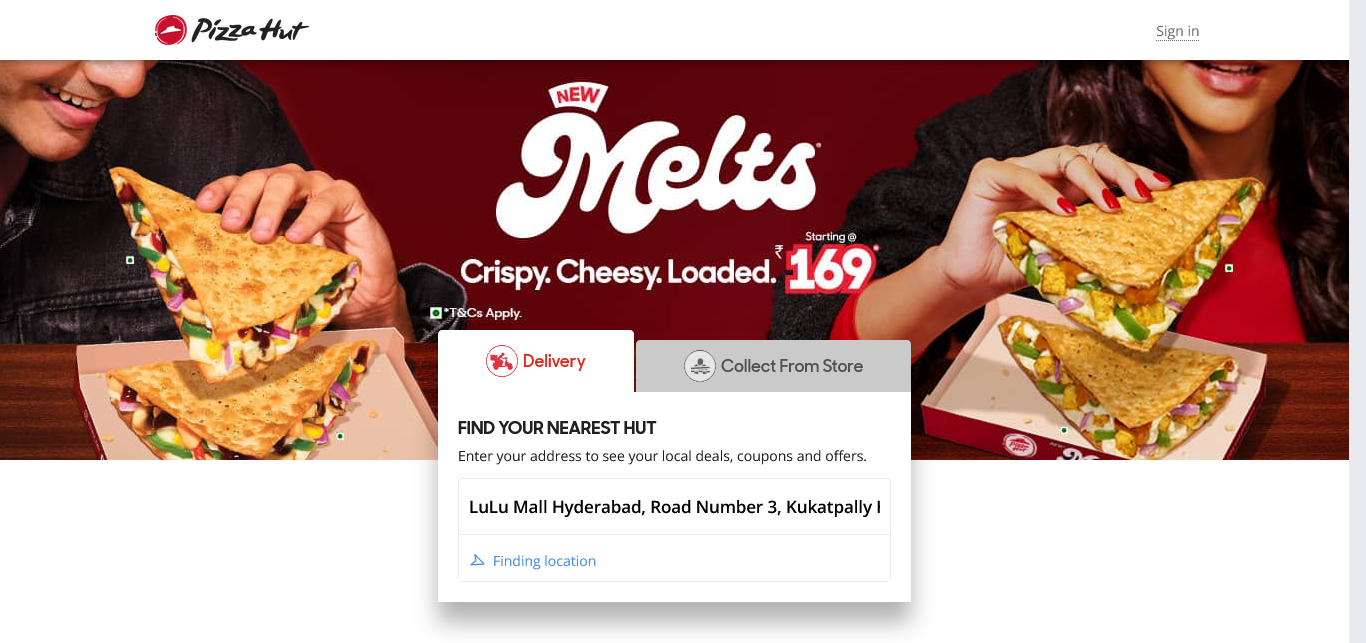 Pizza Hut
Sign in
NEW
Melts
Starting @
Crispy. Cheesy. Loaded. ₹169*
*T&Cs Apply.
Delivery
Collect From Store
FIND YOUR NEAREST HUT
Enter your address to see your local deals, coupons and offers.
LuLu Mall Hyderabad, Road Number 3, Kukatpally
Finding location
Pizza Hut